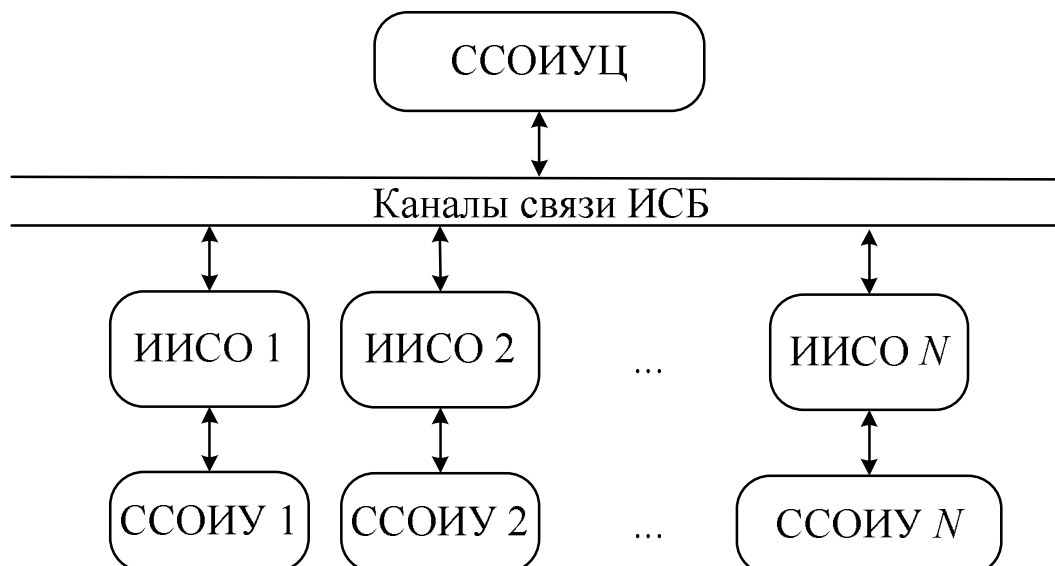 ССОИУЦ
Каналы связи ИСБ
ИИСО 1 ИИСО 2 ... ИИСО N
ССОИУ 1 ССОИУ 2 ... ССОИУ N